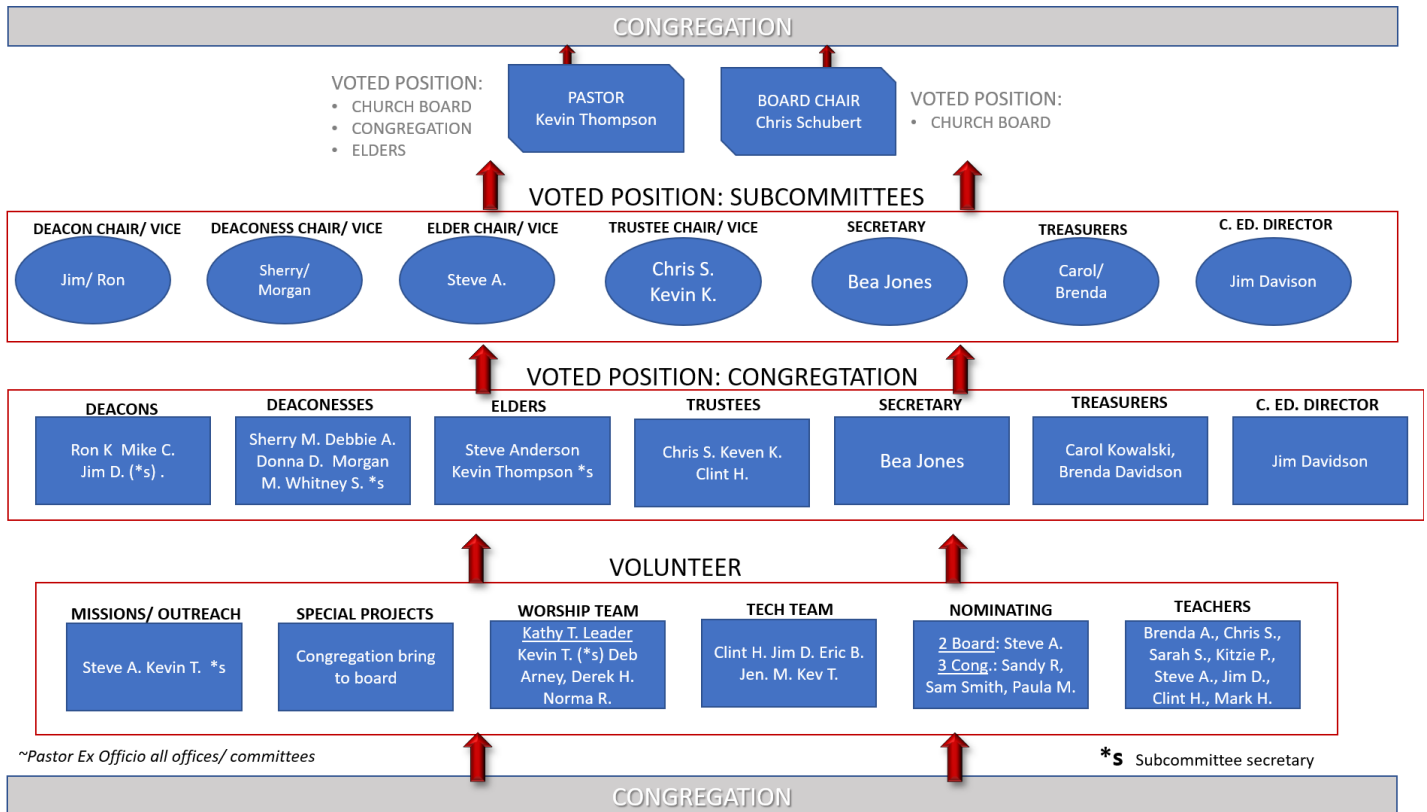 CONGREGATION
VOTED POSITION:
• CHURCH BOARD
• CONGREGATION
• ELDERS
PASTOR
Kevin Thompson
BOARD CHAIR
Chris Schubert
VOTED POSITION:
• CHURCH BOARD
VOTED POSITION: SUBCOMMITTEES
DEACON CHAIR/ VICE
Jim/ Ron
DEACONESS CHAIR/ VICE
Sherry/
Morgan
ELDER CHAIR/ VICE
Steve A.
TRUSTEE CHAIR/ VICE
Chris S.
Kevin K.
SECRETARY
Bea Jones
TREASURERS
Carol/
Brenda
C. ED. DIRECTOR
Jim Davison
VOTED POSITION: CONGREGTATION
DEACONS
Ron K Mike C.
Jim D. (*s) .
DEACONESSES
Sherry M. Debbie A.
Donna D. Morgan
M. Whitney S. *s
ELDERS
Steve Anderson
Kevin Thompson *s
TRUSTEES
Chris S. Keven K.
Clint H.
SECRETARY
Bea Jones
TREASURERS
Carol Kowalski,
Brenda Davidson
C. ED. DIRECTOR
Jim Davidson
VOLUNTEER
MISSIONS/ OUTREACH
Steve A. Kevin T. *s
SPECIAL PROJECTS
Congregation bring
to board
WORSHIP TEAM
Kathy T. Leader
Kevin T. (*s) Deb
Arney, Derek H.
Norma R.
TECH TEAM
Clint H. Jim D. Eric B.
Jen. M. Kev T.
NOMINATING
2 Board: Steve A.
3 Cong.: Sandy R,
Sam Smith, Paula M.
TEACHERS
Brenda A., Chris S.,
Sarah S., Kitzie P.,
Steve A., Jim D.,
Clint H., Mark H.
~Pastor Ex Officio all offices/ committees
*s Subcommittee secretary
CONGREGATION